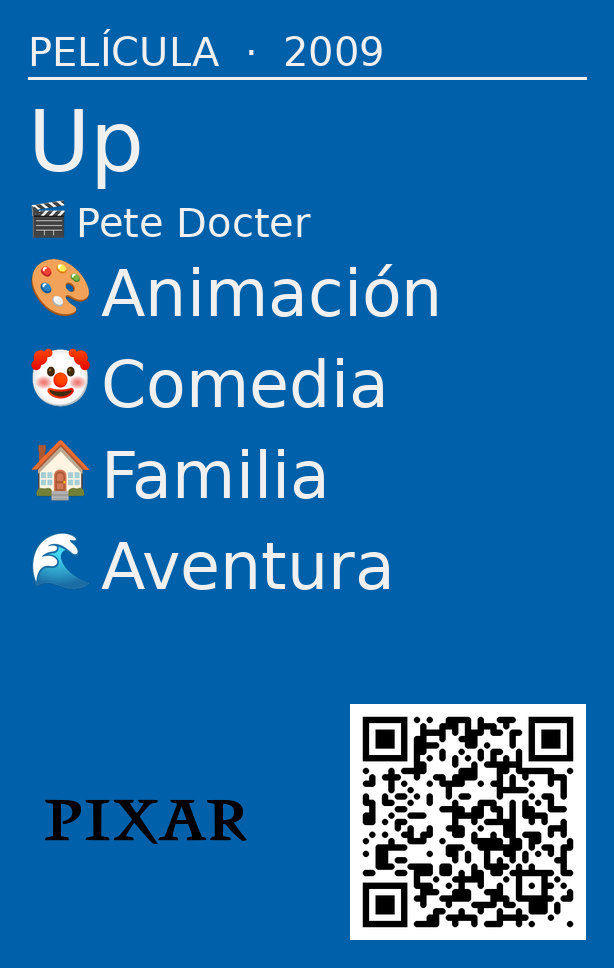 PELÍCULA · 2009
Up
Pete Docter
Animación
Comedia
Familia
Aventura
PIXAR